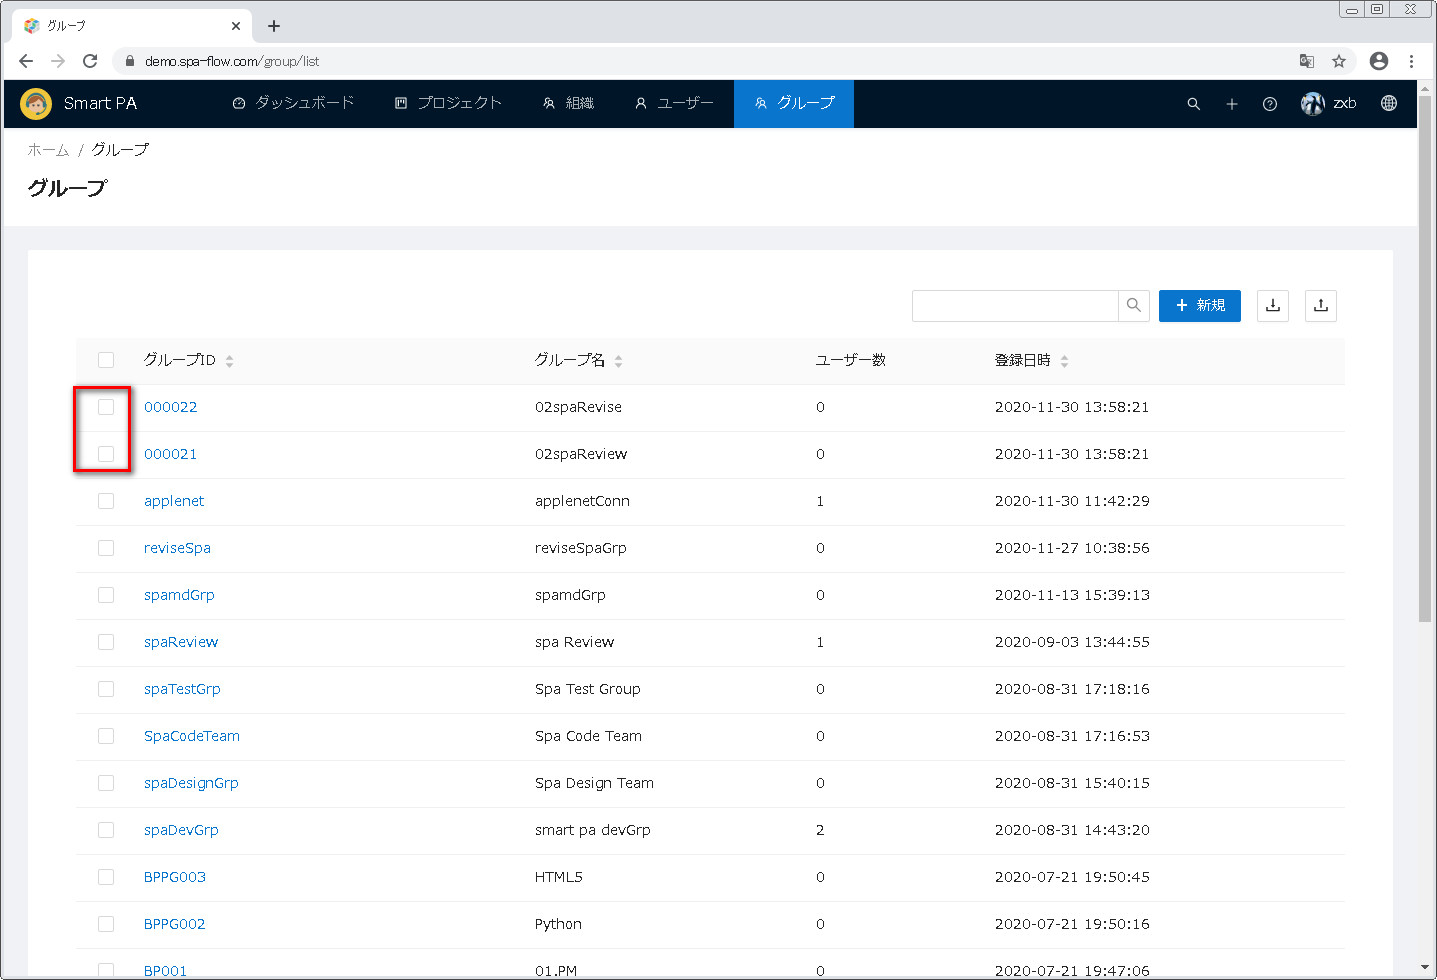 グループ
demo.spa-flow.com/group/list
Smart PA ダッシュボード プロジェクト 組織 ユーザー グループ zxb
ホーム / グループ
グループ
新規
グループID グループ名 ユーザー数 登録日時
000022 02spaRevise 0 2020-11-30 13:58:21
000021 02spaReview 0 2020-11-30 13:58:21
applenet applenetConn 1 2020-11-30 11:42:29
reviseSpa reviseSpaGrp 0 2020-11-27 10:38:56
spamdGrp spamdGrp 0 2020-11-13 15:39:13
spaReview spa Review 1 2020-09-03 13:44:55
spaTestGrp Spa Test Group 0 2020-08-31 17:18:16
SpaCodeTeam Spa Code Team 0 2020-08-31 17:16:53
spaDesignGrp Spa Design Team 0 2020-08-31 15:40:15
spaDevGrp smart pa devGrp 2 2020-08-31 14:43:20
BPPG003 HTML5 0 2020-07-21 19:50:45
BPPG002 Python 0 2020-07-21 19:50:16
BP001 01.PM 0 2020-07-21 19:47:06